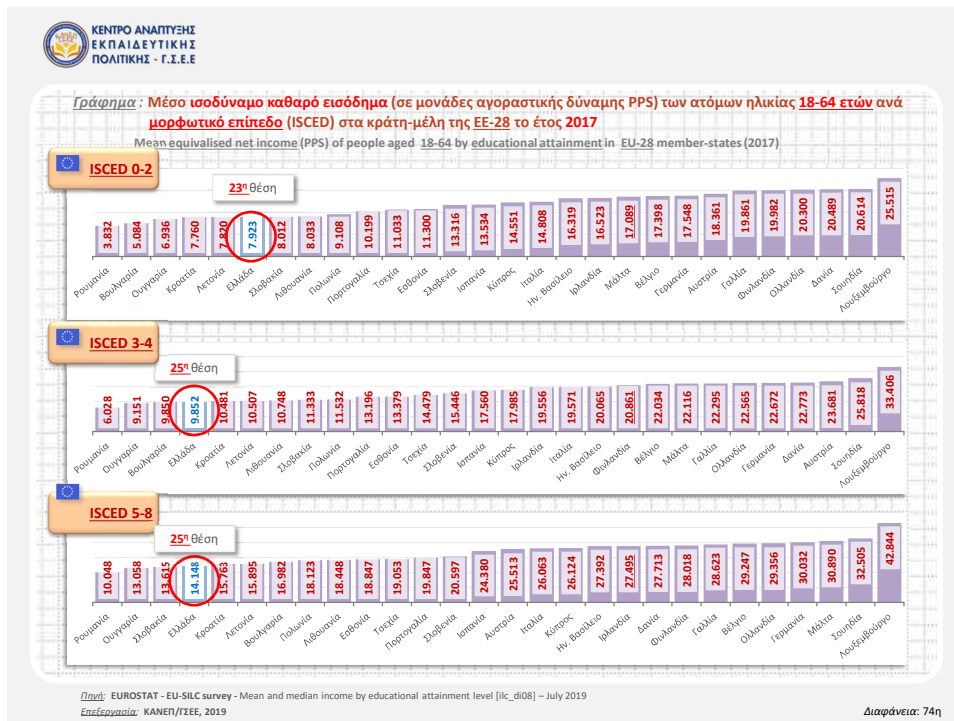 ΚΕΝΤΡΟ ΑΝΑΠΤΥΞΗΣ
ΕΚΠΑΙΔΕΥΤΙΚΗΣ
ΠΟΛΙΤΙΚΗΣ - Γ.Σ.Ε.Ε
Γράφημα : Μέσο ισοδύναμο καθαρό εισόδημα (σε μονάδες αγοραστικής δύναμης PPS) των ατόμων ηλικίας 18-64 ετών ανά
μορφωτικό επίπεδο (ISCED) στα κράτη-μέλη της ΕΕ-28 το έτος 2017
Mean equivalised net income (PPS) of people aged 18-64 by educational attainment in EU-28 member-states (2017)
ISCED 0-2
23η θέση
3.832 5.084 6.936 7.760 7.820 7.923 8.012 8.033 9.108 10.199 11.033 11.300 13.316 13.534 14.551 14.808 16.319 16.523 17.089 17.398 17.548 18.361 19.861 19.982 20.300 20.489 20.614 25.515
Ρουμανία Βουλγαρία Ουγγαρία Κροατία Λετονία Ελλάδα Σλοβακία Λιθουανία Πολωνία Πορτογαλία Τσεχία Εσθονία Σλοβενία Ισπανία Κύπρος Ιταλία Ην. Βασίλειο Ιρλανδία Μάλτα Βέλγιο Γερμανία Αυστρία Γαλλία Φινλανδία Ολλανδία Δανία Σουηδία Λουξεμβούργο
ISCED 3-4
25η θέση
6.028 9.151 9.850 9.852 10.481 10.507 10.748 11.333 11.532 13.196 13.379 14.479 15.446 17.560 17.985 19.556 19.571 20.065 20.861 22.034 22.116 22.295 22.565 22.672 22.773 23.681 25.818 33.406
Ρουμανία Ουγγαρία Βουλγαρία Ελλάδα Κροατία Λετονία Λιθουανία Σλοβακία Πολωνία Πορτογαλία Εσθονία Τσεχία Σλοβενία Ισπανία Κύπρος Ιρλανδία Ιταλία Ην. Βασίλειο Φινλανδία Βέλγιο Μάλτα Γαλλία Ολλανδία Γερμανία Δανία Αυστρία Σουηδία Λουξεμβούργο
ISCED 5-8
25η θέση
10.048 13.058 13.615 14.148 15.763 15.895 16.982 18.123 18.448 18.847 19.053 19.847 20.597 24.380 25.513 26.063 26.124 27.392 27.495 27.713 28.018 28.623 29.247 29.356 30.032 30.890 32.505 42.844
Ρουμανία Ουγγαρία Σλοβακία Ελλάδα Κροατία Λετονία Βουλγαρία Πολωνία Λιθουανία Εσθονία Τσεχία Πορτογαλία Σλοβενία Ισπανία Αυστρία Ιταλία Κύπρος Ην. Βασίλειο Ιρλανδία Δανία Φινλανδία Γαλλία Βέλγιο Ολλανδία Γερμανία Μάλτα Σουηδία Λουξεμβούργο
Πηγή: EUROSTAT - EU-SILC survey - Mean and median income by educational attainment level [ilc_di08] – July 2019
Επεξεργασία: ΚΑΝΕΠ/ΓΣΕΕ, 2019
Διαφάνεια: 74η